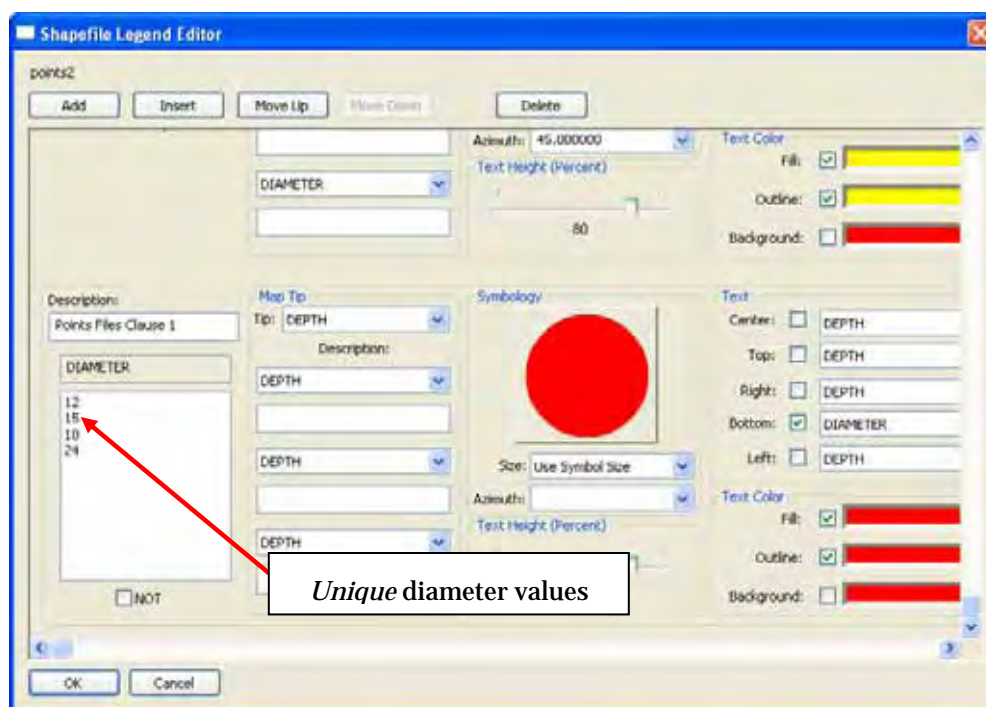 Shapefile Legend Editor
points2
Add Insert Move Up Move Down Delete
Azimuth: 45.000000
Text Height (Percent)
80
DIAMETER
Text Color
Fill:
Outline:
Background:
Description:
Points Files Clause 1
DIAMETER
12
15
10
24
NOT
Map Tip
Tip: DEPTH
Description:
DEPTH
DEPTH
DEPTH
Symbology
Size: Use Symbol Size
Azimuth:
Text Height (Percent)
Text
Center: DEPTH
Top: DEPTH
Right: DEPTH
Bottom: DIAMETER
Left: DEPTH
Text Color
Fill:
Outline:
Background:
Unique diameter values
OK Cancel